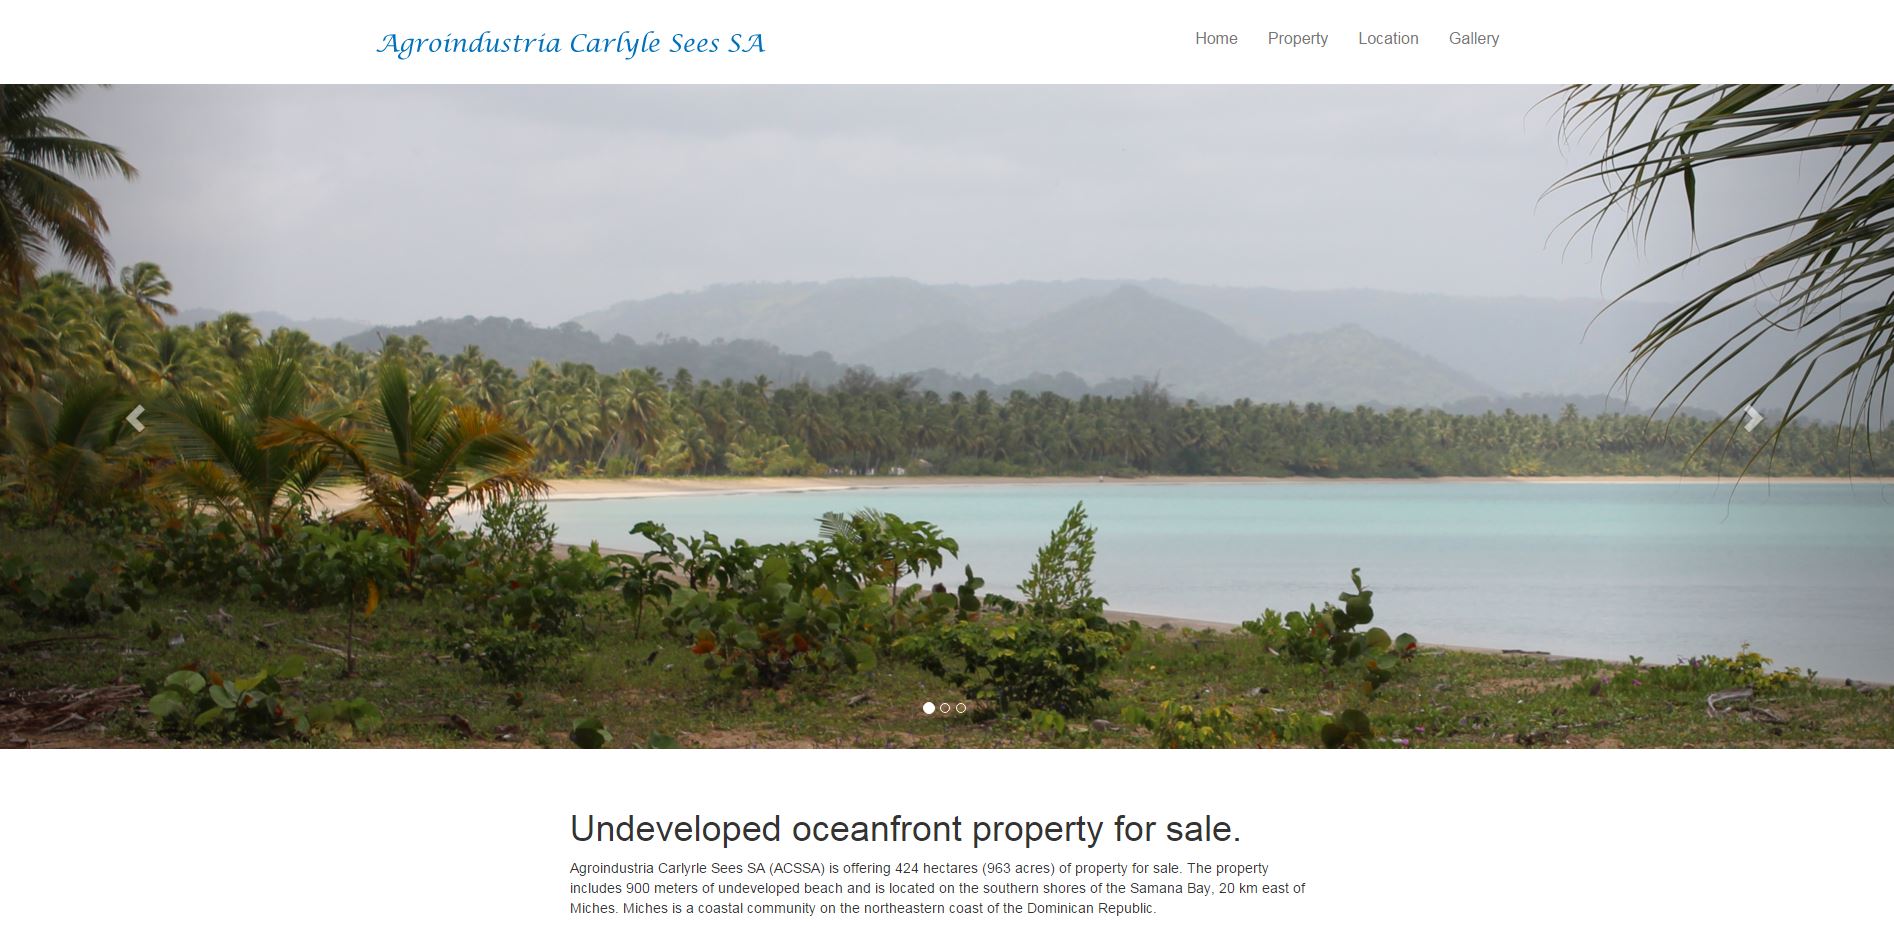 Agroindustria Carlyle Sees SA
Home Property Location Gallery
Undeveloped oceanfront property for sale.
Agroindustria Carlyrle Sees SA (ACSSA) is offering 424 hectares (963 acres) of property for sale. The property
includes 900 meters of undeveloped beach and is located on the southern shores of the Samana Bay, 20 km east of
Miches. Miches is a coastal community on the northeastern coast of the Dominican Republic.